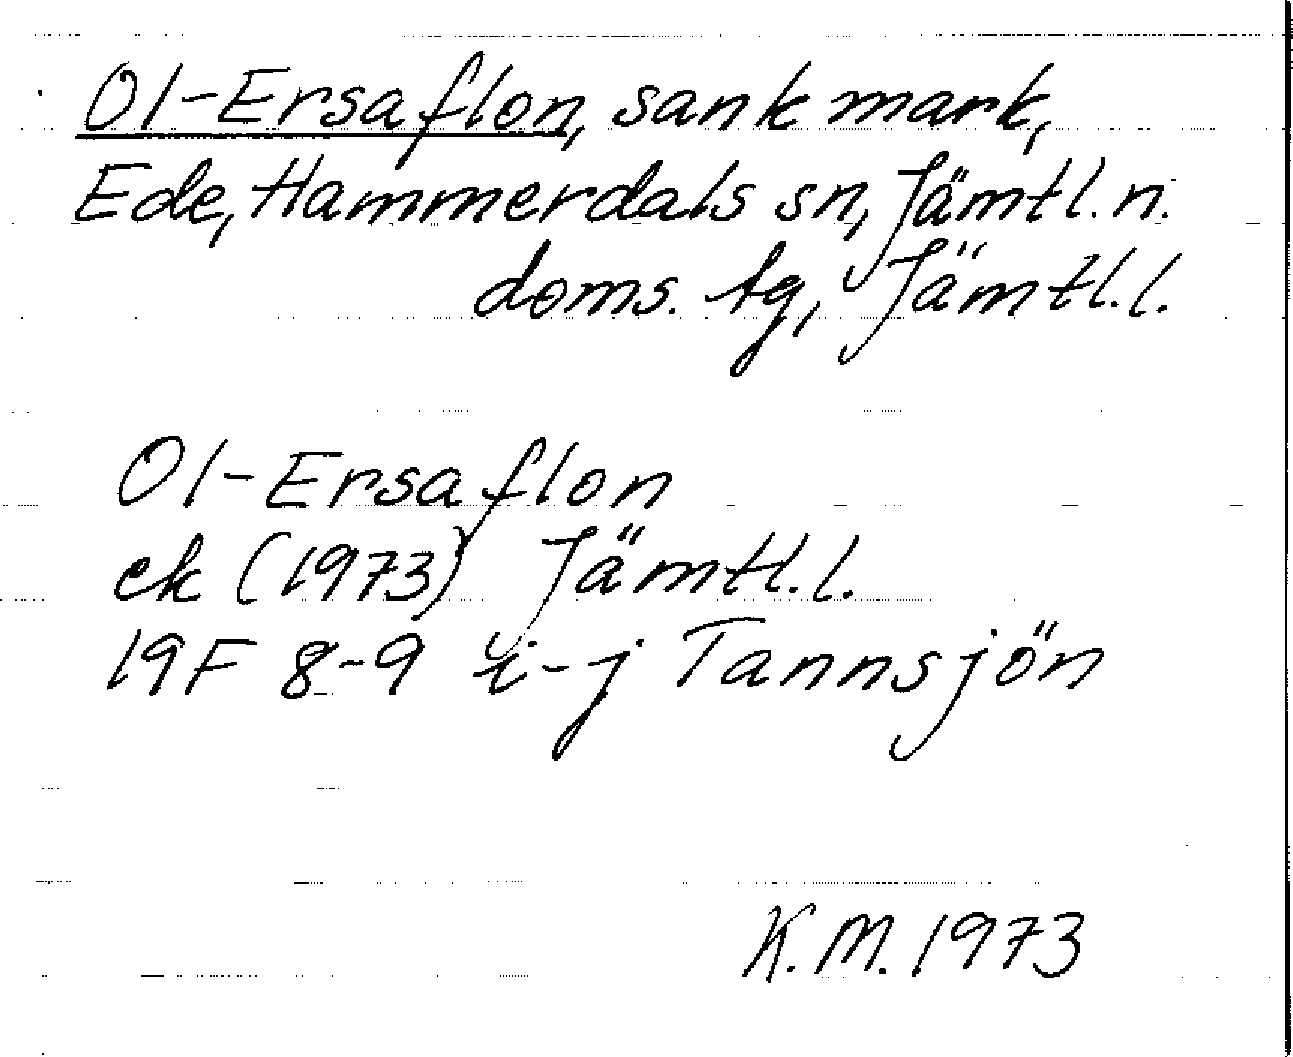 Ol-Ersaflon, sank mark,
Ede, Hammerdals sn, Jämtl. n.
doms. tg, Jämtl. l.
Ol-Ersaflon
ek (1973) Jämtl. l.
19F 8-9 i-j Tannsjön
K.M. 1973